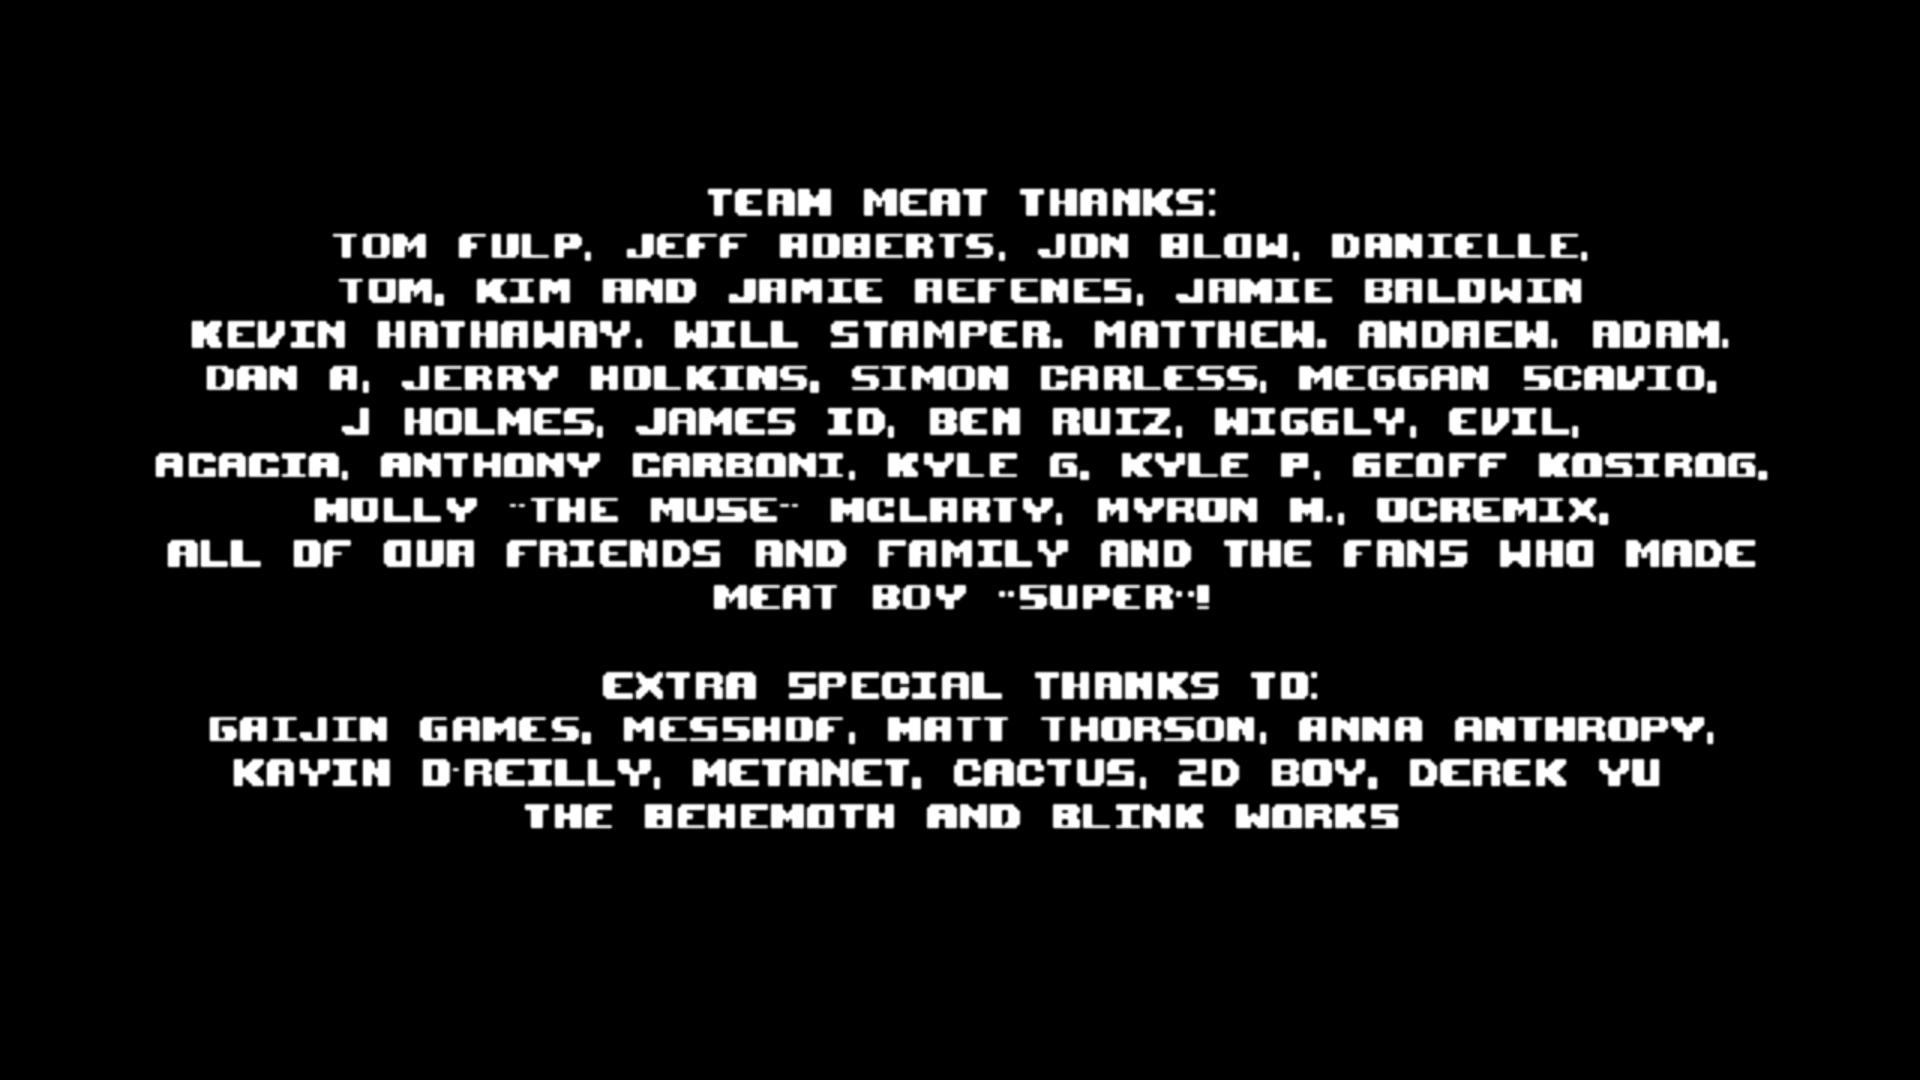 TEAM MEAT THANKS:
TOM FULP, JEFF ROBERTS, JON BLOW, DANIELLE,
TOM, KIM AND JAMIE REFENES, JAMIE BALDWIN
KEVIN HATHAWAY, WILL STAMPER, MATTHEW, ANDREW, ADAM,
DAN A, JERRY HOLKINS, SIMON CARLESS, MEGGAN SCAVIO,
J HOLMES, JAMES ID, BEN RUIZ, WIGGLY, EVIL,
ACACIA, ANTHONY CARBONI, KYLE G, KYLE P, GEOFF KOSIROG,
MOLLY "THE MUSE" MCLARTY, MYRON M., OCREMIX,
ALL OF OUR FRIENDS AND FAMILY AND THE FANS WHO MADE
MEAT BOY "SUPER"!
EXTRA SPECIAL THANKS TO:
GAIJIN GAMES, MESSHOF, MATT THORSON, ANNA ANTHROPY,
KAYIN O'REILLY, METANET, CACTUS, 2D BOY, DEREK YU
THE BEHEMOTH AND BLINK WORKS